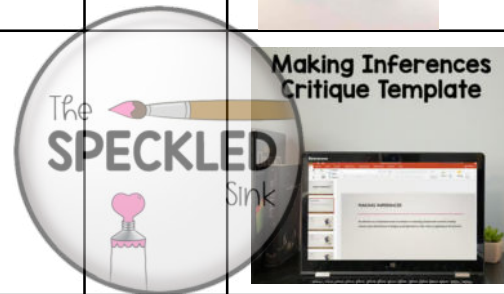 The
SPECKLED
Sink
Making Inferences
Critique Template
MAKING INFERENCES